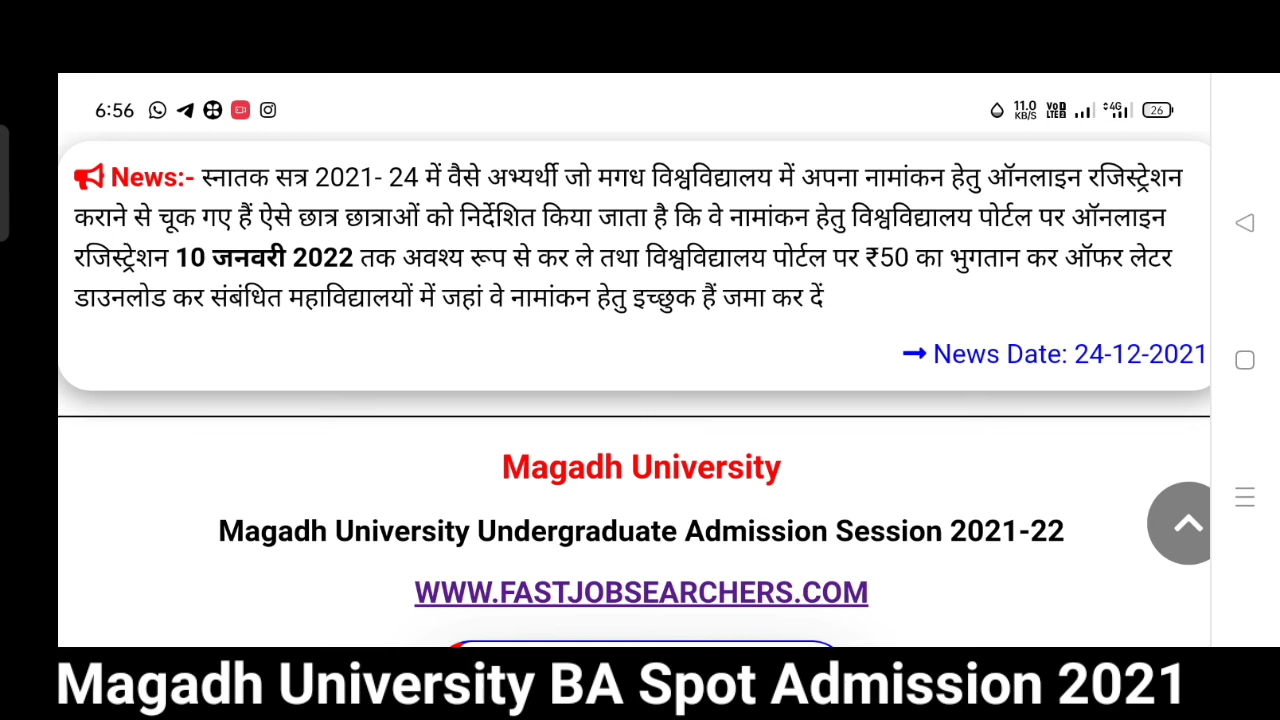 6:56
11.0 KB/S VoD LTE2 4G 26
News:- स्नातक सत्र 2021- 24 में वैसे अभ्यर्थी जो मगध विश्वविद्यालय में अपना नामांकन हेतु ऑनलाइन रजिस्ट्रेशन
कराने से चूक गए हैं ऐसे छात्र छात्राओं को निर्देशित किया जाता है कि वे नामांकन हेतु विश्वविद्यालय पोर्टल पर ऑनलाइन
रजिस्ट्रेशन 10 जनवरी 2022 तक अवश्य रूप से कर ले तथा विश्वविद्यालय पोर्टल पर ₹50 का भुगतान कर ऑफर लेटर
डाउनलोड कर संबंधित महाविद्यालयों में जहां वे नामांकन हेतु इच्छुक हैं जमा कर दें
→ News Date: 24-12-2021
Magadh University
Magadh University Undergraduate Admission Session 2021-22
WWW.FASTJOBSEARCHERS.COM
Magadh University BA Spot Admission 2021